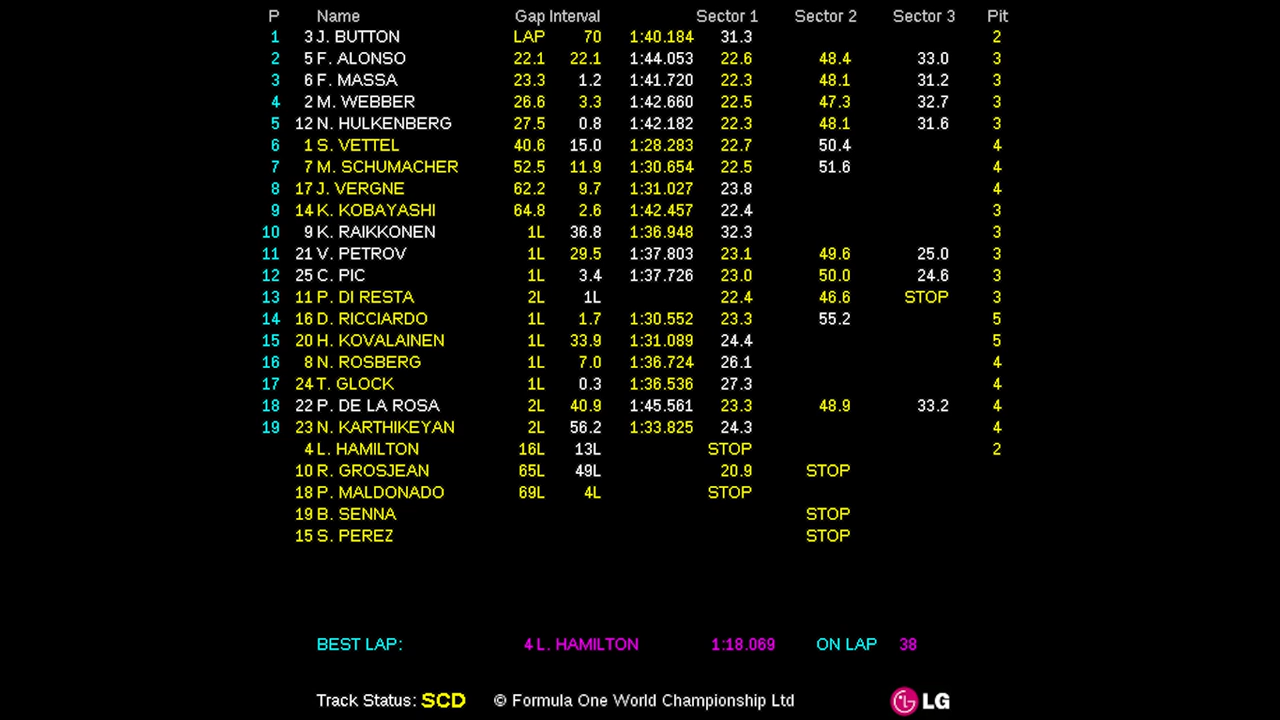 P Name Gap Interval Sector 1 Sector 2 Sector 3 Pit
1 3 J. BUTTON LAP 70 1:40.184 31.3 2
2 5 F. ALONSO 22.1 22.1 1:44.053 22.6 48.4 33.0 3
3 6 F. MASSA 23.3 1.2 1:41.720 22.3 48.1 31.2 3
4 2 M. WEBBER 26.6 3.3 1:42.660 22.5 47.3 32.7 3
5 12 N. HULKENBERG 27.5 0.8 1:42.182 22.3 48.1 31.6 3
6 1 S. VETTEL 40.6 15.0 1:28.283 22.7 50.4 4
7 7 M. SCHUMACHER 52.5 11.9 1:30.654 22.5 51.6 4
8 17 J. VERGNE 62.2 9.7 1:31.027 23.8 4
9 14 K. KOBAYASHI 64.8 2.6 1:42.457 22.4 3
10 9 K. RAIKKONEN 1L 36.8 1:36.948 32.3 3
11 21 V. PETROV 1L 29.5 1:37.803 23.1 49.6 25.0 3
12 25 C. PIC 1L 3.4 1:37.726 23.0 50.0 24.6 3
13 11 P. DI RESTA 2L 1L 22.4 46.6 STOP 3
14 16 D. RICCIARDO 1L 1.7 1:30.552 23.3 55.2 5
15 20 H. KOVALAINEN 1L 33.9 1:31.089 24.4 5
16 8 N. ROSBERG 1L 7.0 1:36.724 26.1 4
17 24 T. GLOCK 1L 0.3 1:36.536 27.3 4
18 22 P. DE LA ROSA 2L 40.9 1:45.561 23.3 48.9 33.2 4
19 23 N. KARTHIKEYAN 2L 56.2 1:33.825 24.3 4
4 L. HAMILTON 16L 13L STOP 2
10 R. GROSJEAN 65L 49L 20.9 STOP
18 P. MALDONADO 69L 4L STOP
19 B. SENNA STOP
15 S. PEREZ STOP
BEST LAP: 4 L. HAMILTON 1:18.069 ON LAP 38
Track Status: SCD © Formula One World Championship Ltd LG